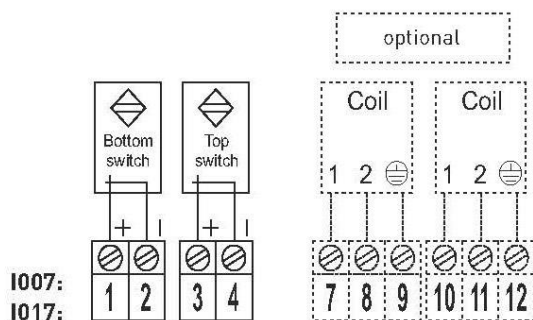 optional
Coil Coil
Bottom switch Top switch
1 2 1 2
+ − + −
I007:
I017:
1 2 3 4 7 8 9 10 11 12